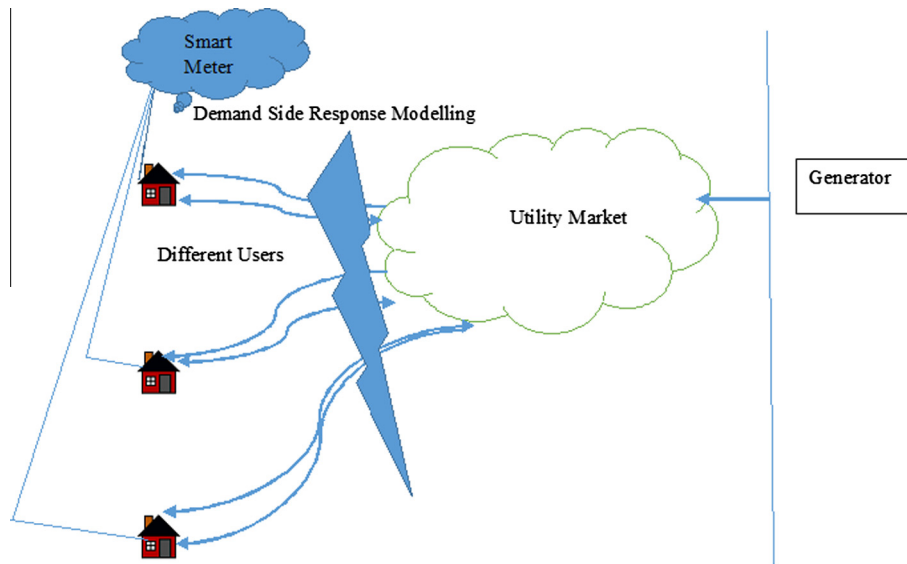 Smart
Meter
Demand Side Response Modelling
Generator
Utility Market
Different Users